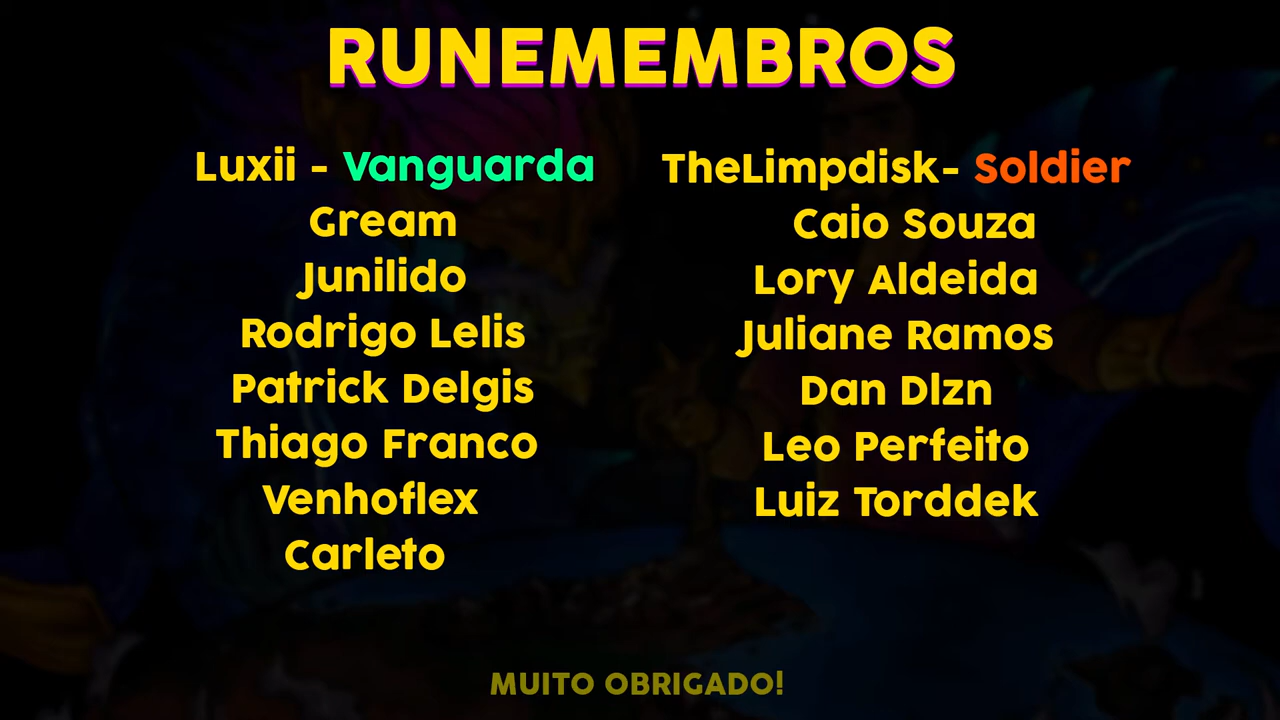 RUNEMEMBROS
Luxii - Vanguarda
Gream
Junilido
Rodrigo Lelis
Patrick Delgis
Thiago Franco
Venhoflex
Carleto
TheLimpdisk- Soldier
Caio Souza
Lory Aldeida
Juliane Ramos
Dan Dlzn
Leo Perfeito
Luiz Torddek
MUITO OBRIGADO!